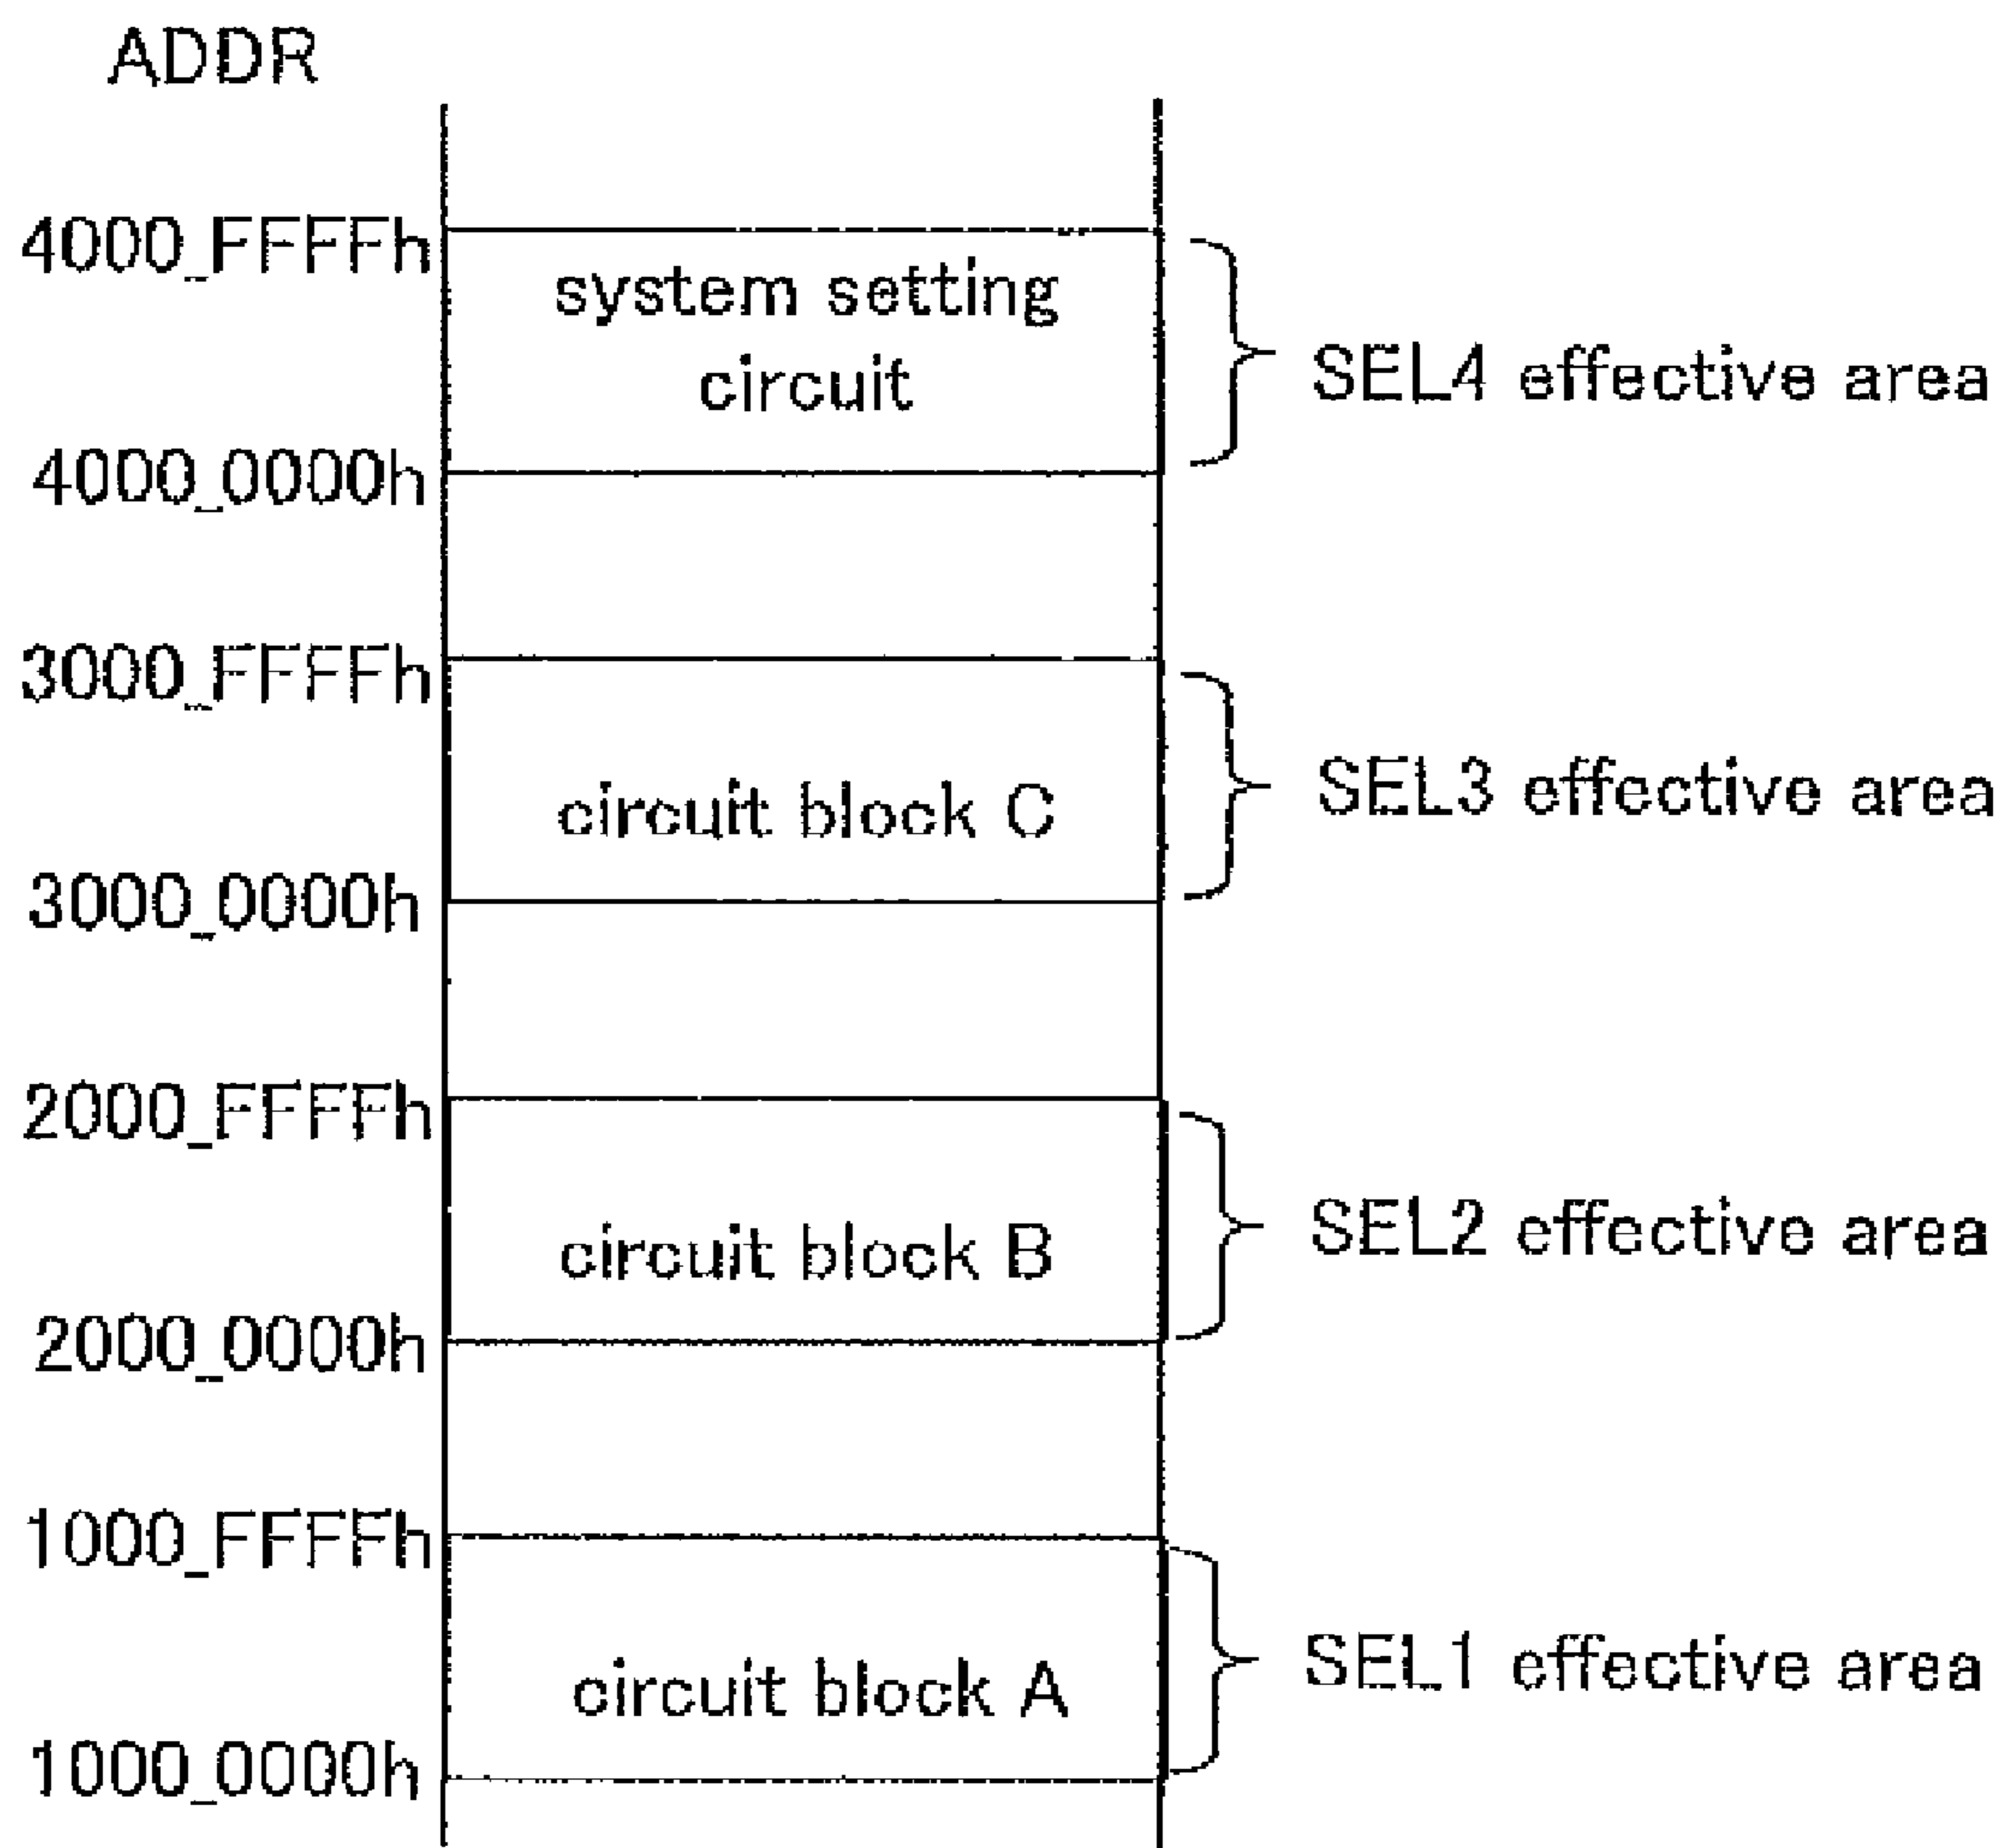 ADDR
4000_FFFFh
system setting
circuit
SEL4 effective area
4000_0000h
3000_FFFFh
circuit block C
SEL3 effective area
3000_0000h
2000_FFFFh
circuit block B
SEL2 effective area
2000_0000h
1000_FFFFh
circuit block A
SEL1 effective area
1000_0000h